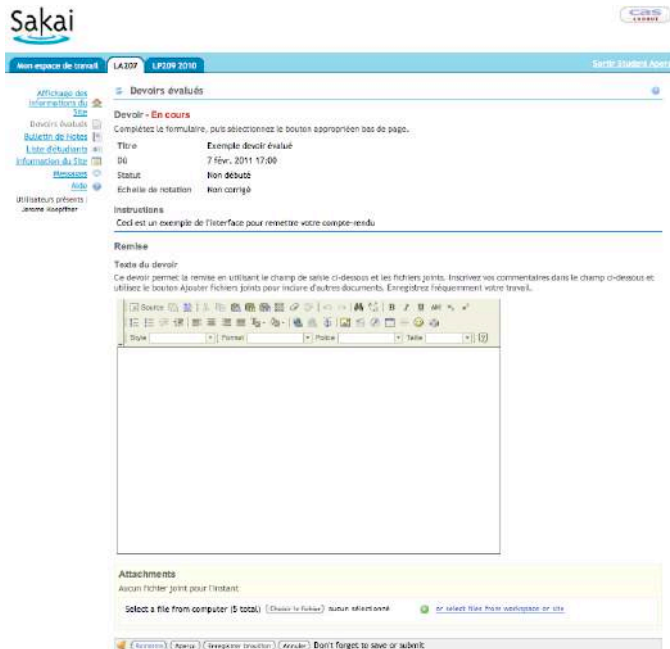 Sakai
cas
Mon espace de travail LA207 LP209 2010 Sortir Student
Affichage des
informations du
Site
Devoirs évalués
Bulletin de Notes
Liste d'étudiants
Information du Site
Messages
Aide
Utilisateurs présents :
Jerome Hoepffner
Devoirs évalués
Devoir - En cours
Complétez le formulaire, puis sélectionnez le bouton appropriéen bas de page.
Titre Exemple devoir évalué
Dû 7 févr. 2011 17:00
Statut Non débuté
Echelle de notation Non corrigé
Instructions
Ceci est un exemple de l'interface pour remettre votre compte-rendu
Remise
Texte du devoir
Ce devoir permet la remise en utilisant le champ de saisie ci-dessous et les fichiers joints. Inscrivez vos commentaires dans le champ ci-dessous et
utilisez le bouton Ajouter fichiers joints pour inclure d'autres documents. Enregistrez fréquemment votre travail.
Source
Style Format Police Taille
Attachments
Aucun fichier joint pour l'instant
Select a file from computer (5 total) Choisir le fichier aucun sélectionné or select files from workspace or site
Aperçu Enregistrer brouillon Annuler Don't forget to save or submit